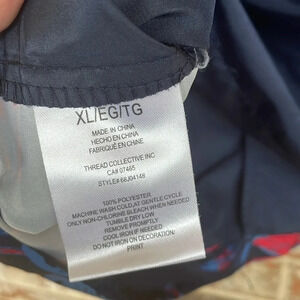 XL/EG/TG
MADE IN CHINA
HECHO EN CHINA
FABRIQUÉ EN CHINE
THREAD COLLECTIVE INC
CA# 07465
STYLE# 68J04148
100% POLYESTER
MACHINE WASH COLD, AT GENTLE CYCLE
ONLY NON-CHLORINE BLEACH WHEN NEEDED
TUMBLE DRY LOW
REMOVE PROMPTLY
COOL IRON IF NEEDED
DO NOT IRON ON DECORATION/
PRINT